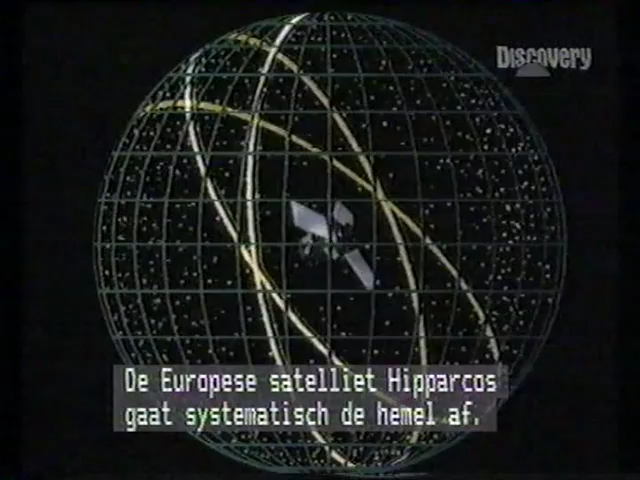 Discovery
De Europese satelliet Hipparcos
gaat systematisch de hemel af.